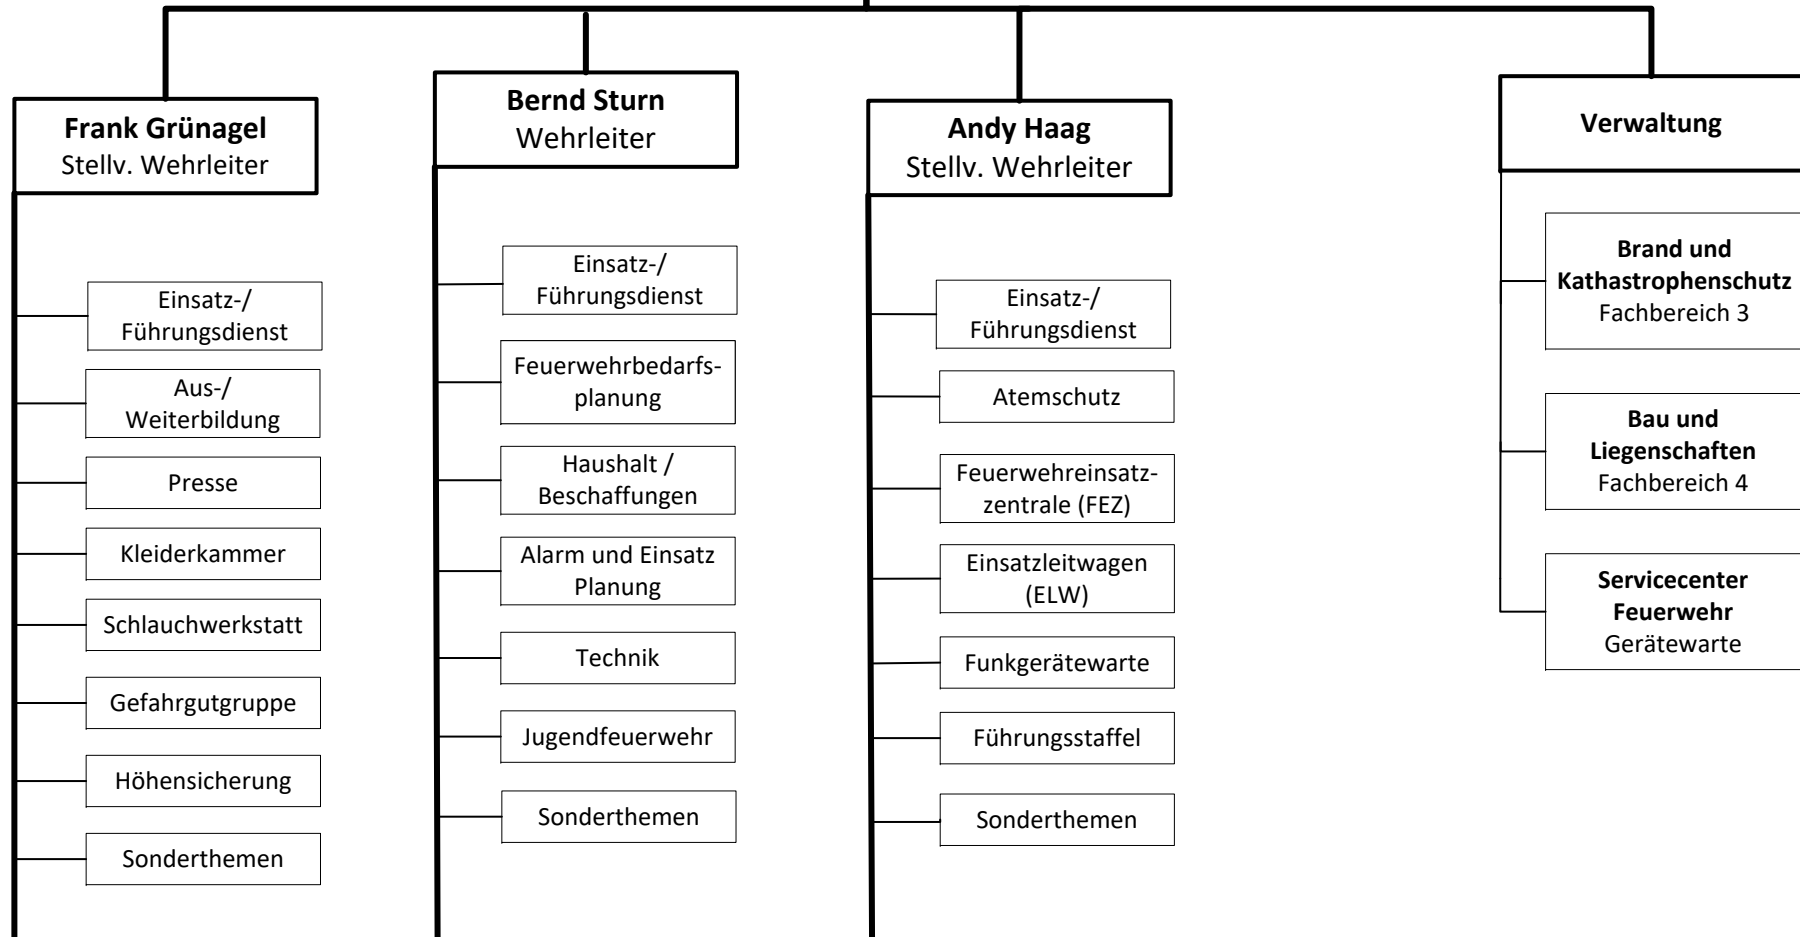 Frank Grünagel
Stellv. Wehrleiter
Einsatz-/
Führungsdienst
Aus-/
Weiterbildung
Presse
Kleiderkammer
Schlauchwerkstatt
Gefahrgutgruppe
Höhensicherung
Sonderthemen
Bernd Sturn
Wehrleiter
Einsatz-/
Führungsdienst
Feuerwehrbedarfs-
planung
Haushalt /
Beschaffungen
Alarm und Einsatz
Planung
Technik
Jugendfeuerwehr
Sonderthemen
Andy Haag
Stellv. Wehrleiter
Einsatz-/
Führungsdienst
Atemschutz
Feuerwehreinsatz-
zentrale (FEZ)
Einsatzleitwagen
(ELW)
Funkgerätewarte
Führungsstaffel
Sonderthemen
Verwaltung
Brand und
Kathastrophenschutz
Fachbereich 3
Bau und
Liegenschaften
Fachbereich 4
Servicecenter
Feuerwehr
Gerätewarte